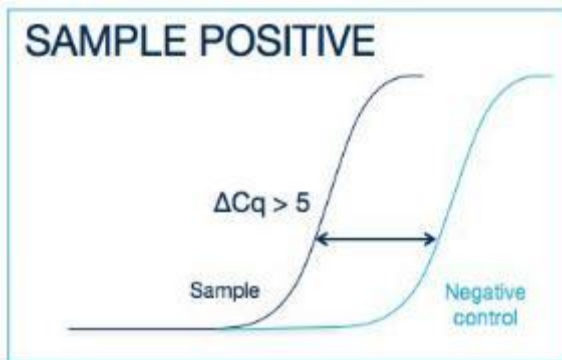 SAMPLE POSITIVE
ΔCq > 5
Sample
Negative
control